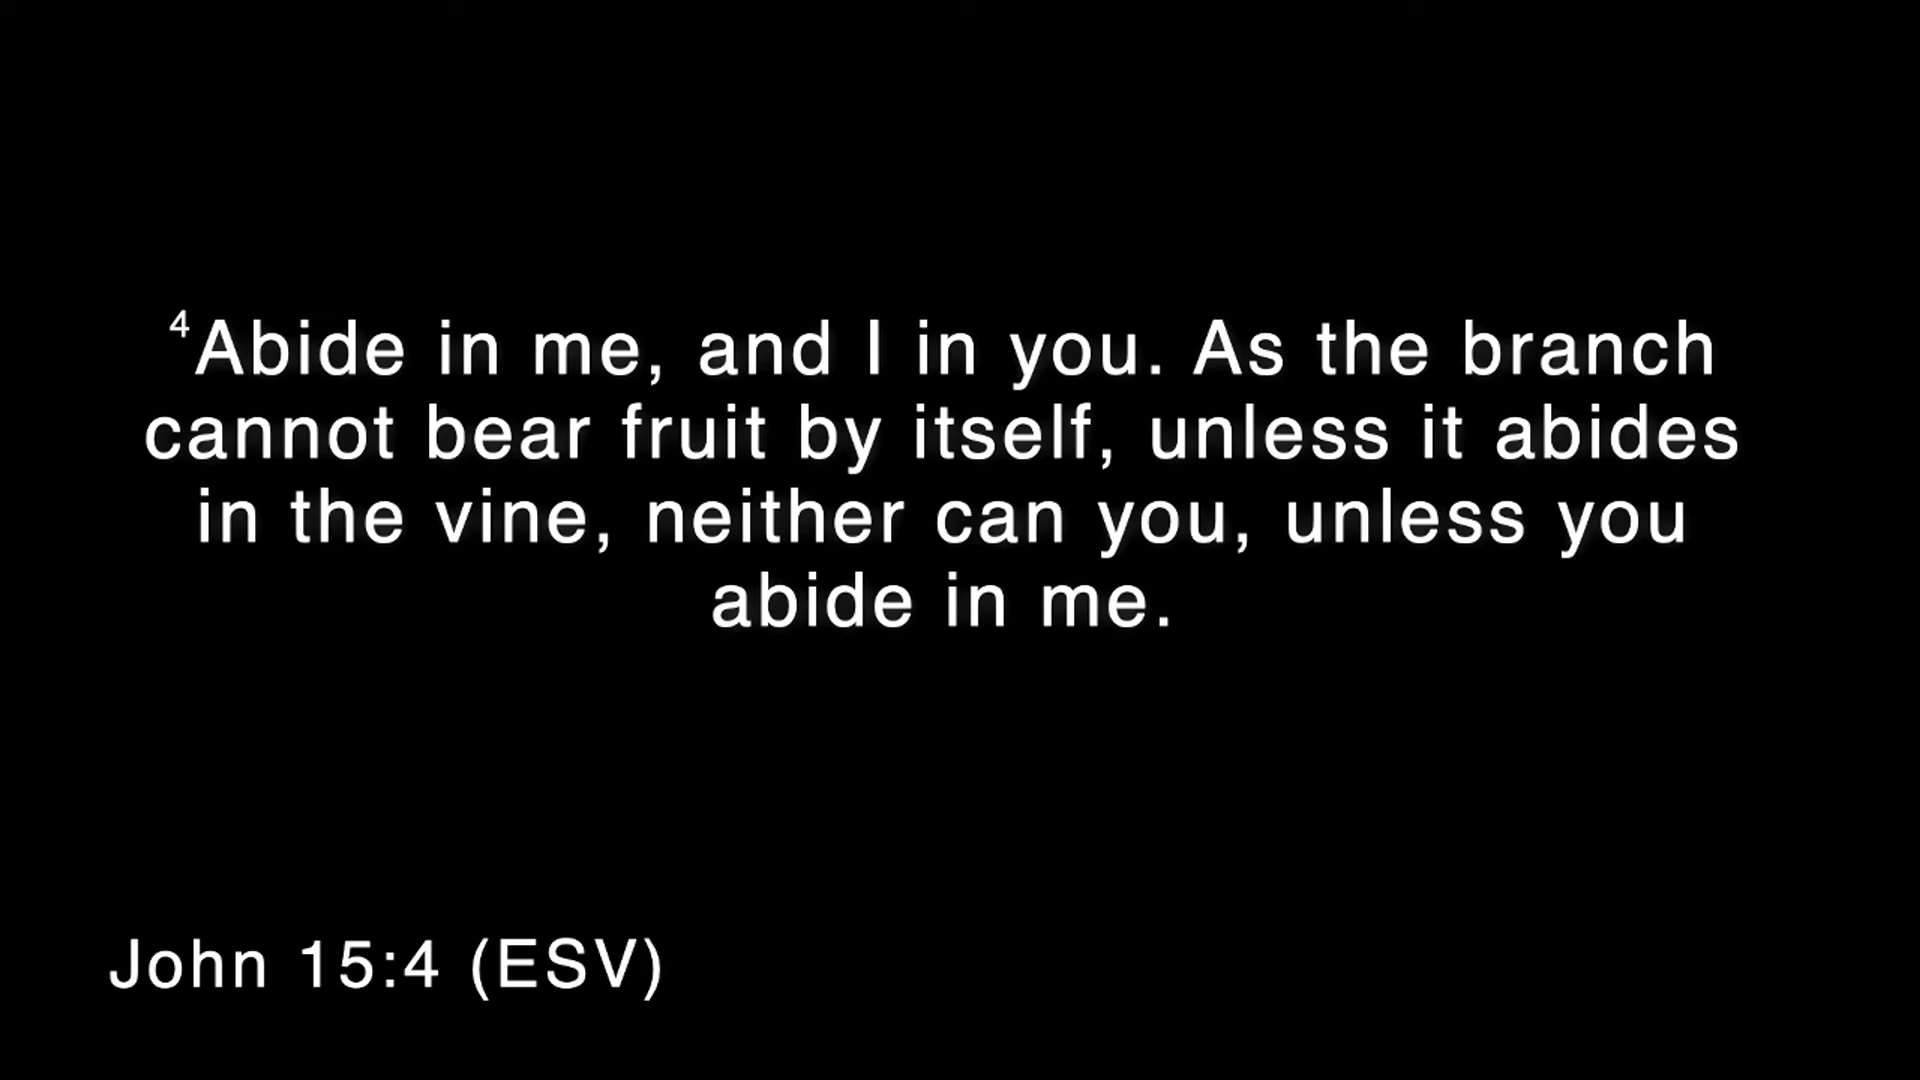 ⁴Abide in me, and I in you. As the branch
cannot bear fruit by itself, unless it abides
in the vine, neither can you, unless you
abide in me.
John 15:4 (ESV)